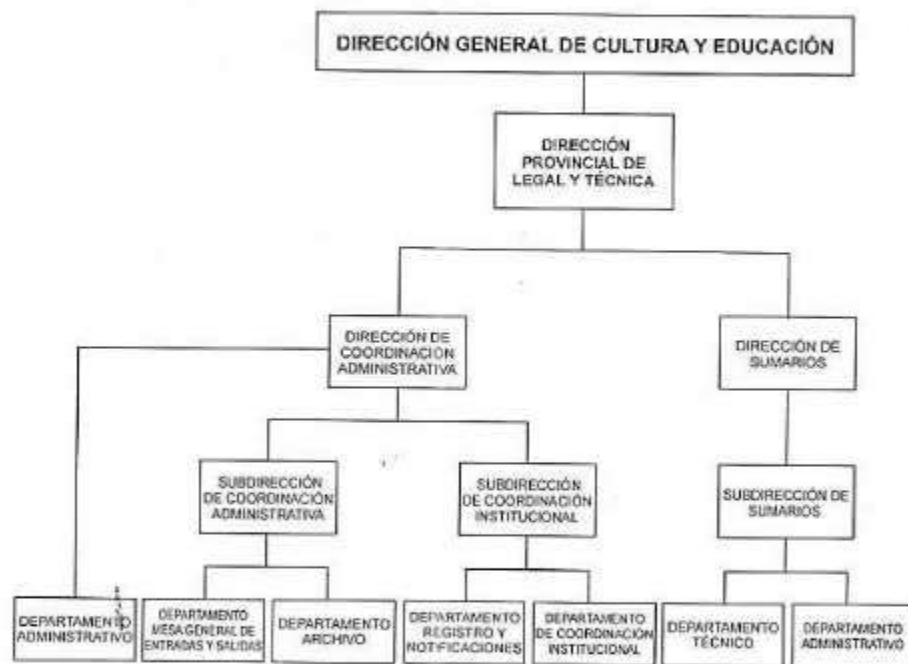 DIRECCIÓN GENERAL DE CULTURA Y EDUCACIÓN
DIRECCIÓN
PROVINCIAL DE
LEGAL Y TÉCNICA
DIRECCIÓN DE
COORDINACIÓN
ADMINISTRATIVA
DIRECCIÓN DE
SUMARIOS
SUBDIRECCIÓN
DE COORDINACIÓN
ADMINISTRATIVA
SUBDIRECCIÓN
DE COORDINACIÓN
INSTITUCIONAL
SUBDIRECCIÓN DE
SUMARIOS
DEPARTAMENTO
ADMINISTRATIVO
DEPARTAMENTO
MESA GENERAL DE
ENTRADAS Y SALIDAS
DEPARTAMENTO
ARCHIVO
DEPARTAMENTO
REGISTRO Y
NOTIFICACIONES
DEPARTAMENTO
DE COORDINACIÓN
INSTITUCIONAL
DEPARTAMENTO
TÉCNICO
DEPARTAMENTO
ADMINISTRATIVO